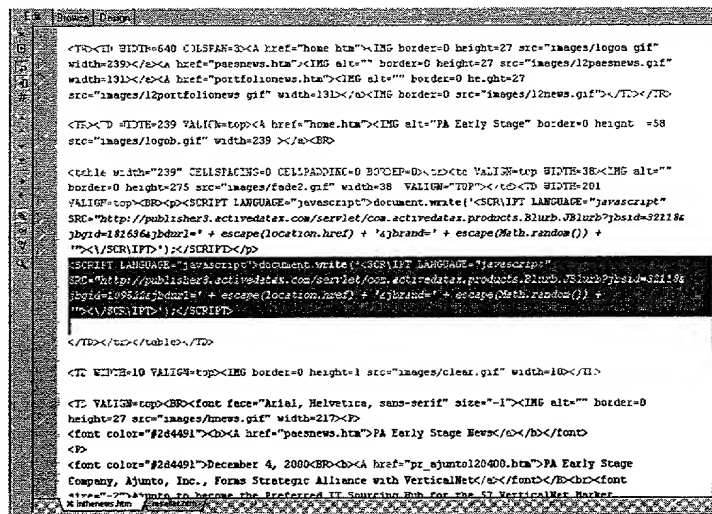 Browse Design
<TR><TD WIDTH=640 COLSPAN=3><A href="home htm"><IMG border=0 height=27 src="images/logoa gif"
width=239></a><a href="paesnews.htm"><IMG alt="" border=0 height=27 src="images/12paesnews.gif"
width=131></a><a href="portfolionews.htm"><IMG alt="" border=0 height=27
src="images/12portfolionews gif" width=131></a><IMG border=0 src="images/12news.gif"></TD></TR>
<TR><TD WIDTH=239 VALIGN=top><A href="home.htm"><IMG alt="PA Early Stage" border=0 height =58
src="images/logob.gif" width=239 ></a><BR>
<table width="239" CELLSPACING=0 CELLPADDING=0 BORDER=0><tr><td VALIGN=top WIDTH=38><IMG alt=""
border=0 height=275 src="images/fade2.gif" width=38 VALIGN="TOP"></td><TD WIDTH=201
VALIGN=top><BR><p><SCRIPT LANGUAGE="javascript">document.write('<SCR\IPT LANGUAGE="javascript"
SRC="http://publisher3.activedatax.com/servlet/com.activedatax.products.Blurb.JBlurb?jbsid=32118&
jbgid=182636&jbdurl=' + escape(location.href) + '&jbrand=' + escape(Math.random()) +
'"><\/SCR\IPT>');</SCRIPT></p>
<SCRIPT LANGUAGE="javascript">document.write('<SCR\IPT LANGUAGE="javascript"
SRC="http://publisher3.activedatax.com/servlet/com.activedatax.products.Blurb.JBlurb?jbsid=32118&
+ escape(location.href) + '&jbrand=' + escape(Math.random()) +
'"><\/SCR\IPT>');</SCRIPT>
</TD></tr></table></TD>
<TD WIDTH=10 VALIGN=top><IMG border=0 height=1 src="images/clear.gif" width=10></TD>
<TD VALIGN=top><BR><font face="Arial, Helvetica, sans-serif" size="-1"><IMG alt="" border=0
height=27 src="images/hnews.gif" width=217><P>
<font color="#2d4491"><b><A href="paesnews.htm">PA Early Stage News</a></b></font>
<P>
<font color="#2d4491">December 4, 2000<BR><b><A href="pr_ajunto120400.htm">PA Early Stage
Company, Ajunto, Inc., Forms Strategic Alliance with VerticalNet</a></font></B><br><font
size="-2">Ajunto to become the Preferred IT Sourcing Hub for the 57 VerticalNet Market
inthenews.htm